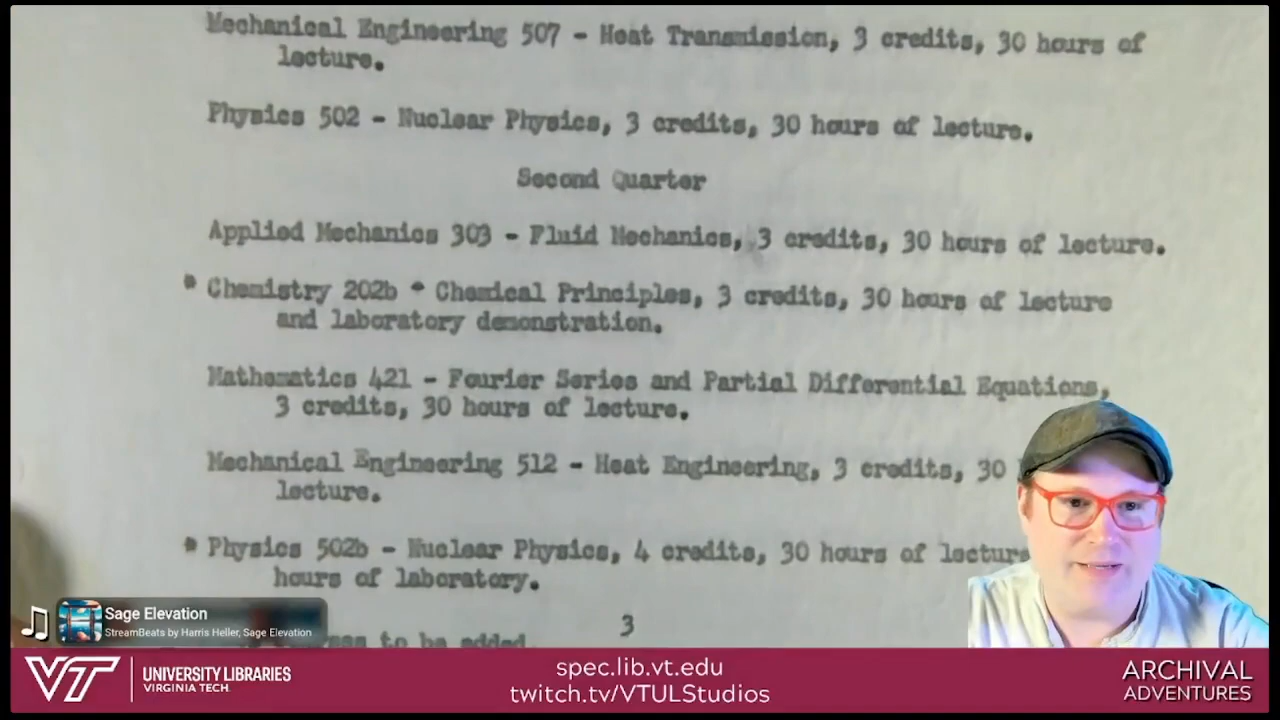 Mechanical Engineering 507 - Heat Transmission, 3 credits, 30 hours of
lecture.
Physics 502 - Nuclear Physics, 3 credits, 30 hours of lecture.
Second Quarter
Applied Mechanics 303 - Fluid Mechanics, 3 credits, 30 hours of lecture.
* Chemistry 202b - Chemical Principles, 3 credits, 30 hours of lecture
and laboratory demonstration.
Mathematics 421 - Fourier Series and Partial Differential Equations,
3 credits, 30 hours of lecture.
Mechanical Engineering 512 - Heat Engineering, 3 credits, 30
lecture.
* Physics 502b - Nuclear Physics, 4 credits, 30 hours of lecture
hours of laboratory.
to be added
3
Sage Elevation
StreamBeats by Harris Heller, Sage Elevation
VT UNIVERSITY LIBRARIES
VIRGINIA TECH.
spec.lib.vt.edu
twitch.tv/VTULStudios
ARCHIVAL
ADVENTURES